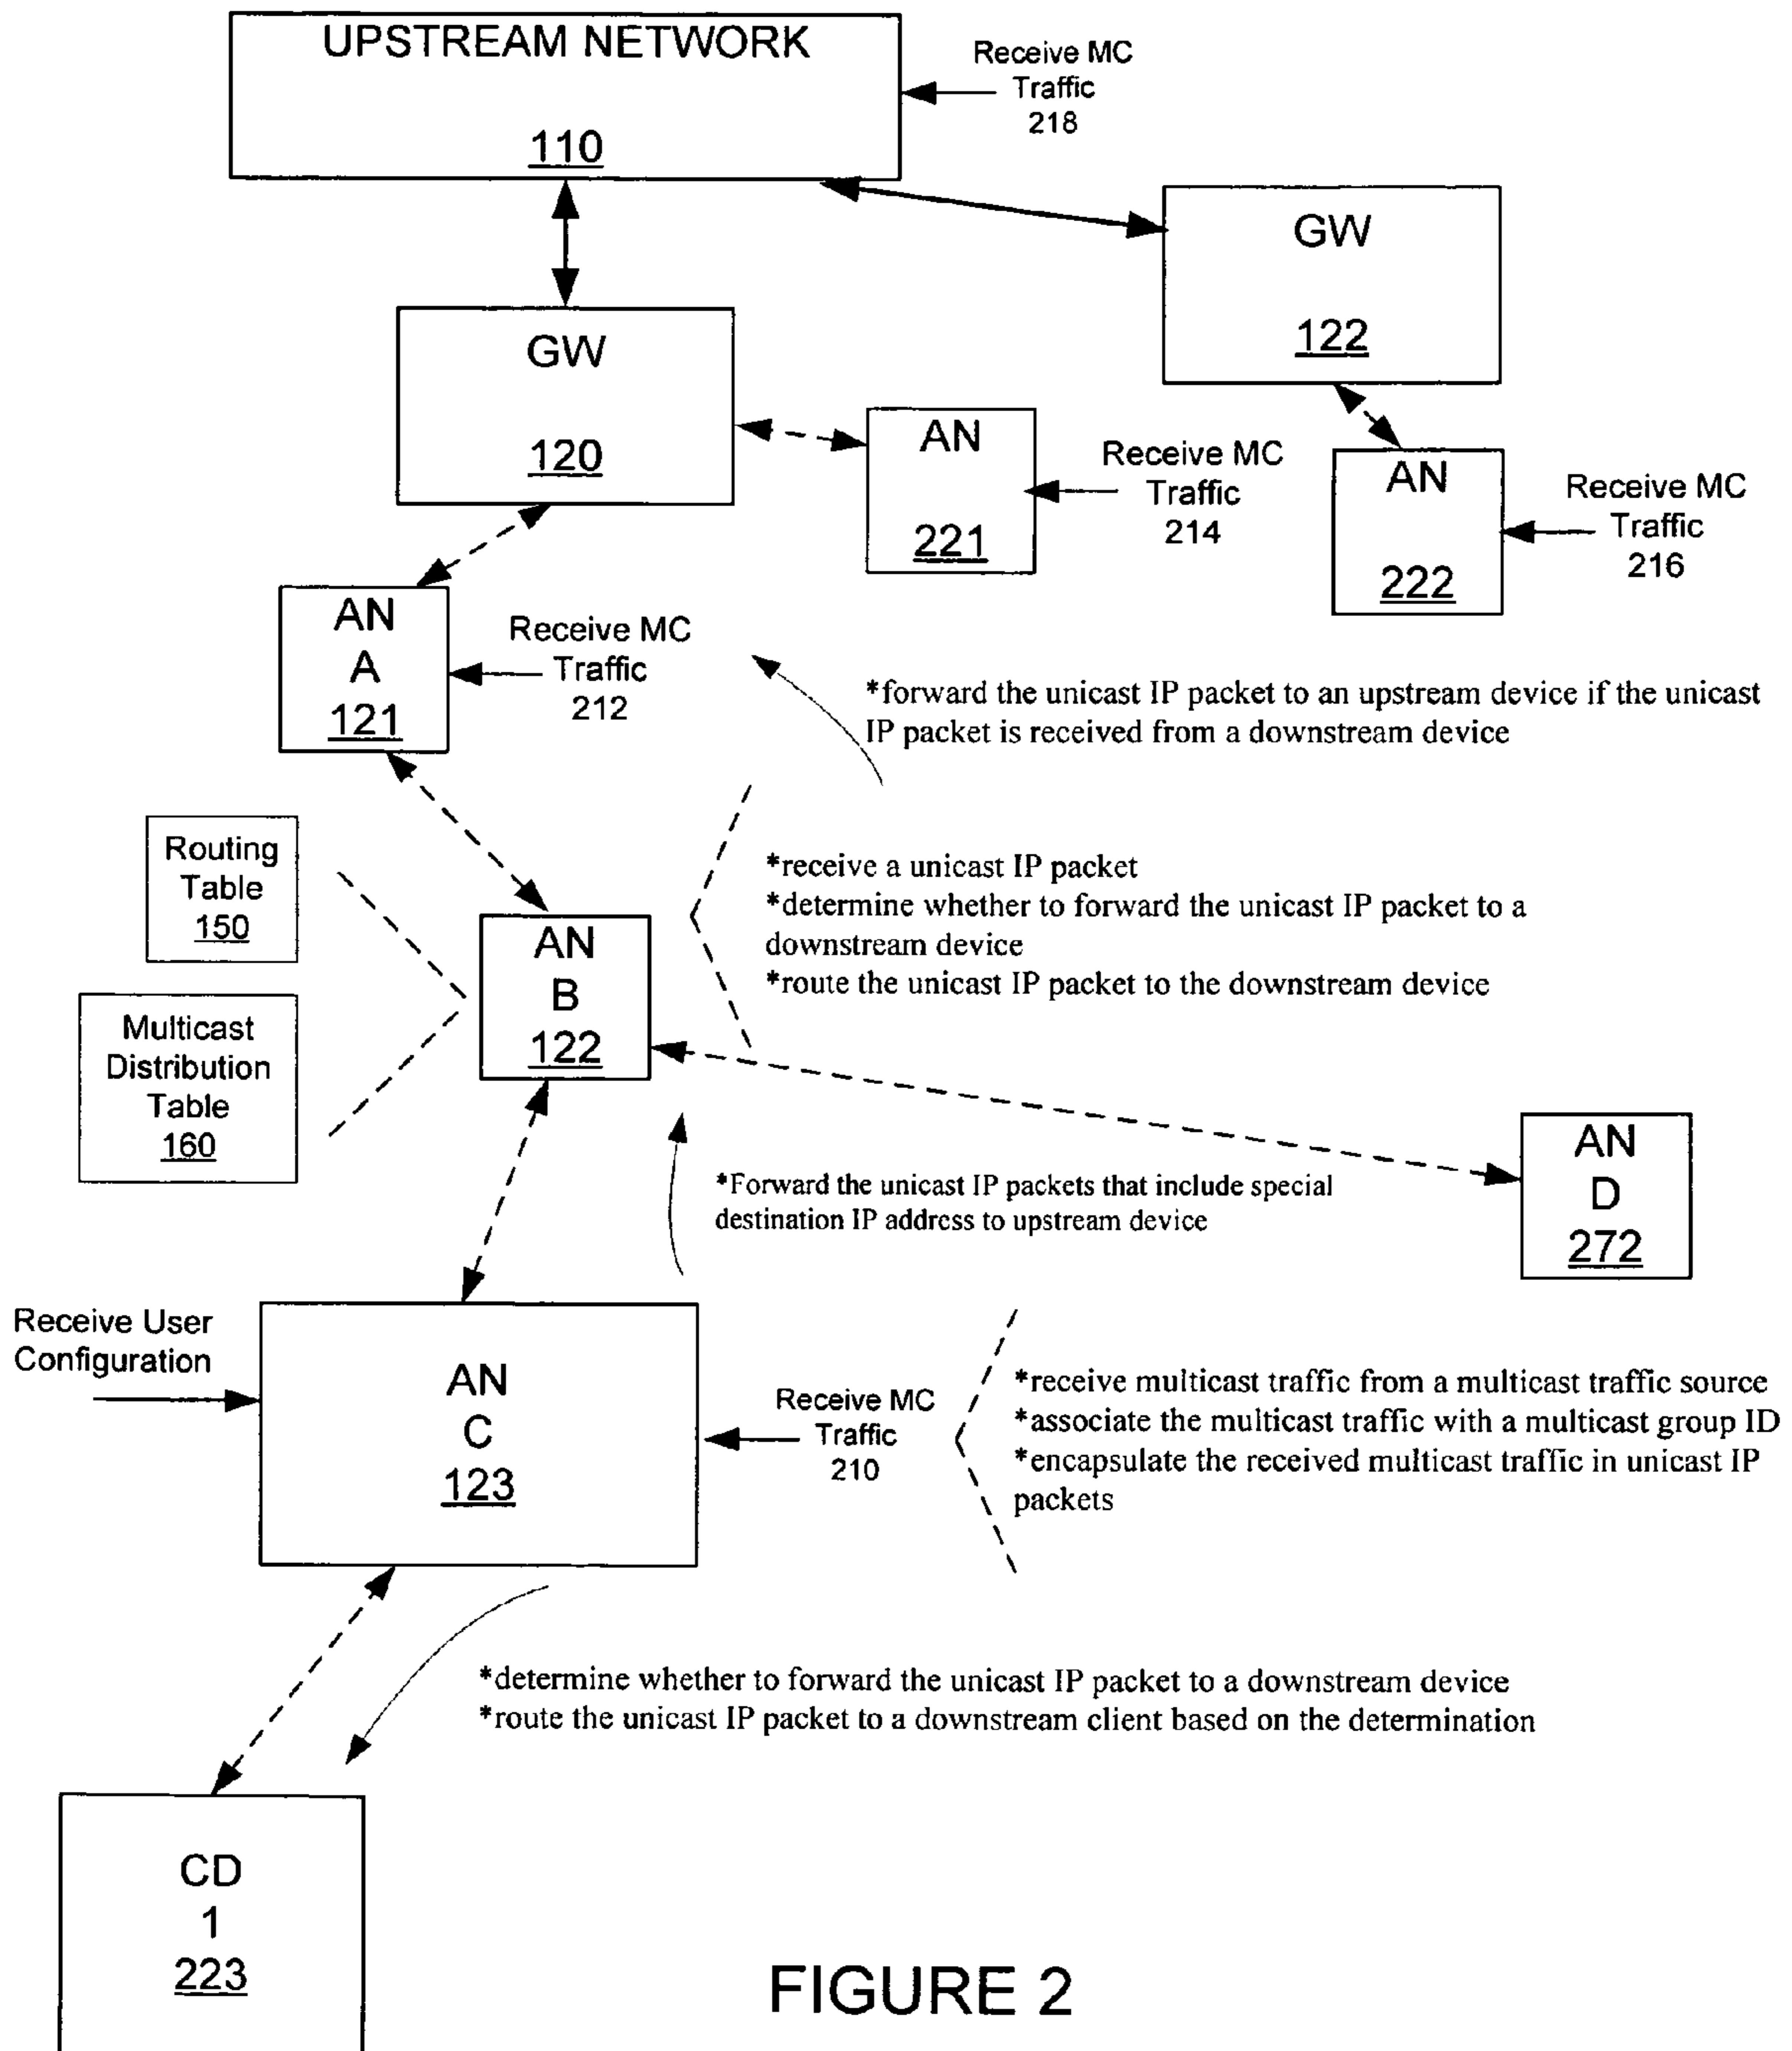 UPSTREAM NETWORK
110
Receive MC
Traffic
218
GW
122
GW
120
AN
221
Receive MC
Traffic
214
AN
222
Receive MC
Traffic
216
AN
A
121
Receive MC
Traffic
212
*forward the unicast IP packet to an upstream device if the unicast
IP packet is received from a downstream device
Routing
Table
150
Multicast
Distribution
Table
160
AN
B
122
*receive a unicast IP packet
*determine whether to forward the unicast IP packet to a
downstream device
*route the unicast IP packet to the downstream device
*Forward the unicast IP packets that include special
destination IP address to upstream device
AN
D
272
Receive User
Configuration
AN
C
123
Receive MC
Traffic
210
*receive multicast traffic from a multicast traffic source
*associate the multicast traffic with a multicast group ID
*encapsulate the received multicast traffic in unicast IP
packets
*determine whether to forward the unicast IP packet to a downstream device
*route the unicast IP packet to a downstream client based on the determination
CD
1
223
FIGURE 2